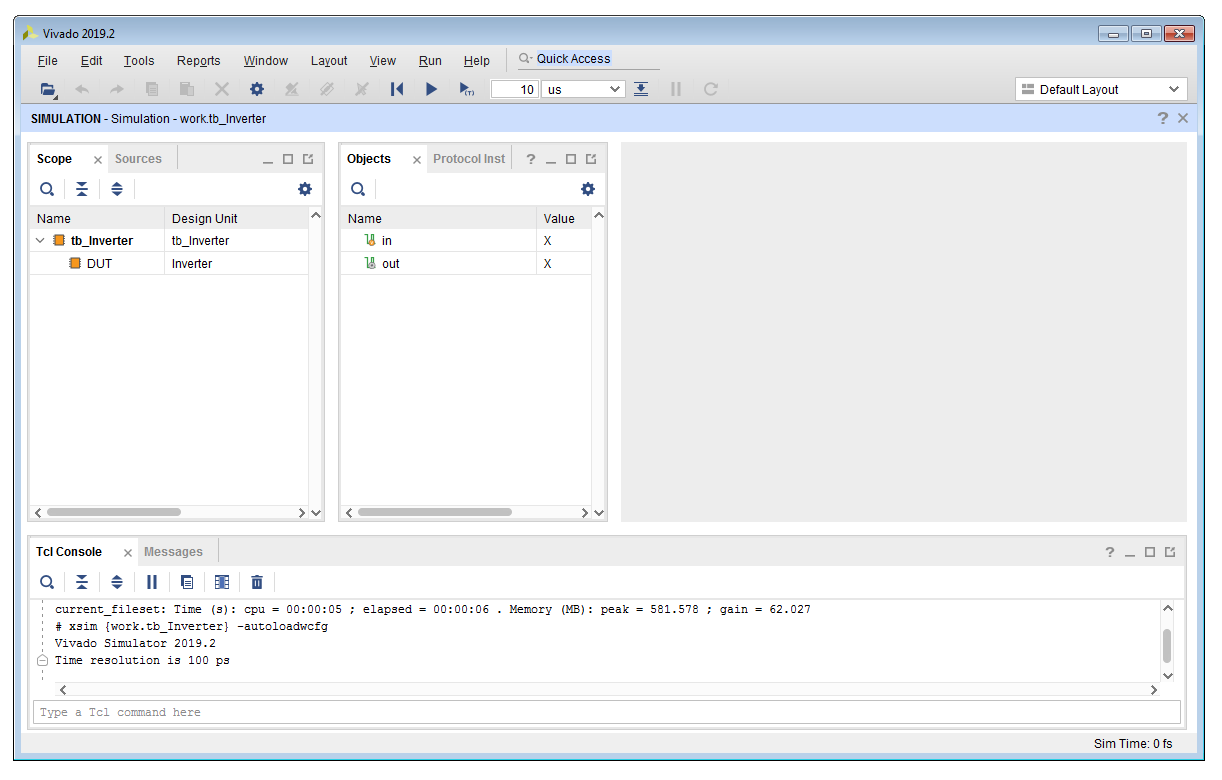 Vivado 2019.2
File Edit Tools Reports Window Layout View Run Help Quick Access
10 us Default Layout
SIMULATION - Simulation - work.tb_Inverter
Scope Sources
Name Design Unit
tb_Inverter tb_Inverter
DUT Inverter
Objects Protocol Inst
Name Value
in X
out X
Tcl Console Messages
current_fileset: Time (s): cpu = 00:00:05 ; elapsed = 00:00:06 . Memory (MB): peak = 581.578 ; gain = 62.027
# xsim {work.tb_Inverter} -autoloadwcfg
Vivado Simulator 2019.2
Time resolution is 100 ps
Type a Tcl command here
Sim Time: 0 fs